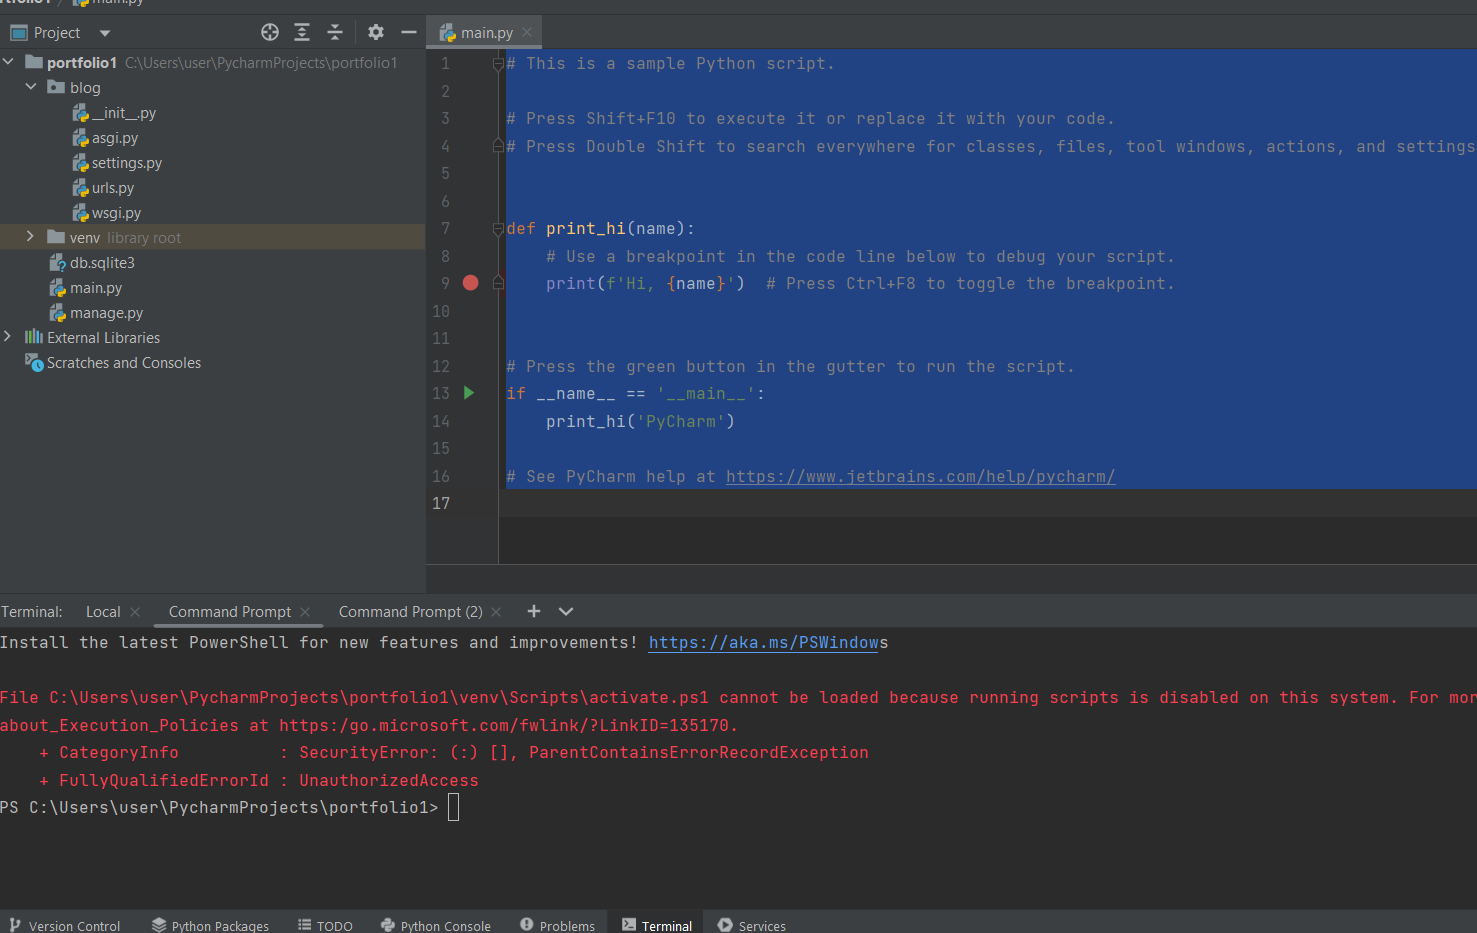 main.py
Project
main.py
portfolio1 C:\Users\user\PycharmProjects\portfolio1
blog
__init__.py
asgi.py
settings.py
urls.py
wsgi.py
venv library root
db.sqlite3
main.py
manage.py
External Libraries
Scratches and Consoles
1 # This is a sample Python script.
2
3 # Press Shift+F10 to execute it or replace it with your code.
4 # Press Double Shift to search everywhere for classes, files, tool windows, actions, and settings
5
6
7 def print_hi(name):
8 # Use a breakpoint in the code line below to debug your script.
9 print(f'Hi, {name}') # Press Ctrl+F8 to toggle the breakpoint.
10
11
12 # Press the green button in the gutter to run the script.
13 if __name__ == '__main__':
14 print_hi('PyCharm')
15
16 # See PyCharm help at https://www.jetbrains.com/help/pycharm/
17
Terminal: Local Command Prompt Command Prompt (2)
Install the latest PowerShell for new features and improvements! https://aka.ms/PSWindows
File C:\Users\user\PycharmProjects\portfolio1\venv\Scripts\activate.ps1 cannot be loaded because running scripts is disabled on this system. For mor
about_Execution_Policies at https:/go.microsoft.com/fwlink/?LinkID=135170.
+ CategoryInfo : SecurityError: (:) [], ParentContainsErrorRecordException
+ FullyQualifiedErrorId : UnauthorizedAccess
PS C:\Users\user\PycharmProjects\portfolio1>
Version Control Python Packages TODO Python Console Problems Terminal Services